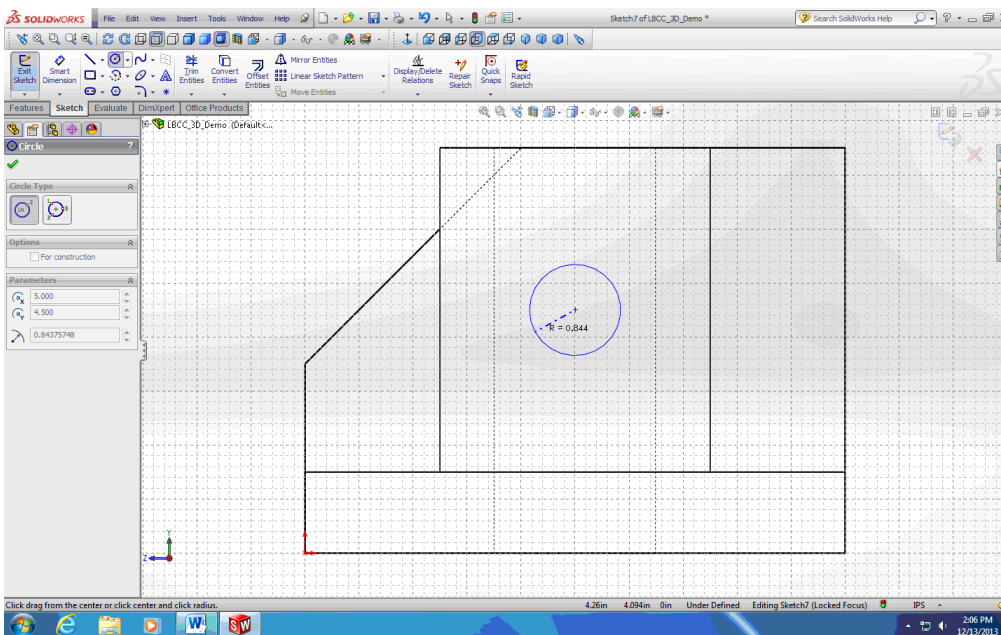 SOLIDWORKS File Edit View Insert Tools Window Help Sketch7 of LBCC_3D_Demo * Search SolidWorks Help
Exit Sketch Smart Dimension Trim Entities Convert Entities Offset Entities Mirror Entities Linear Sketch Pattern Move Entities Display/Delete Relations Repair Sketch Quick Snaps Rapid Sketch
Features Sketch Evaluate DimXpert Office Products
LBCC_3D_Demo (Default<...
Circle ?
Circle Type
Options
For construction
Parameters
5.000
4.500
0.84375748
R = 0.844
Y
Z
Click drag from the center or click center and click radius. 4.26in 4.094in 0in Under Defined Editing Sketch7 (Locked Focus) IPS
2:06 PM
12/13/2013